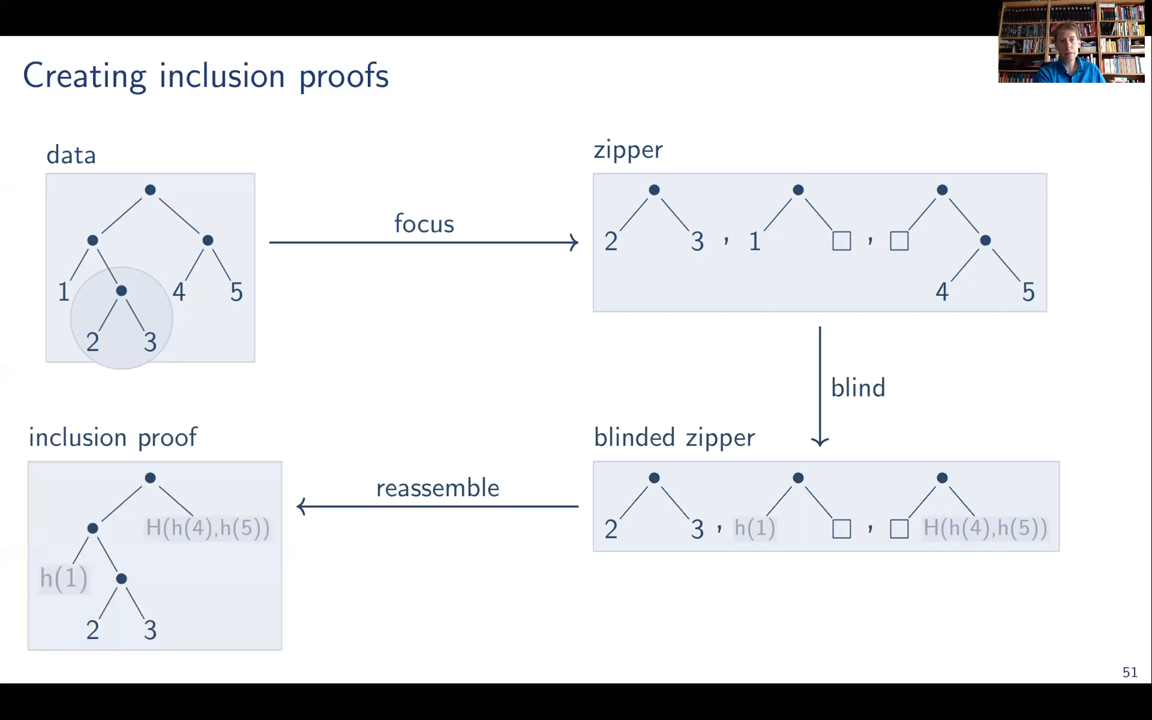 Creating inclusion proofs
data
1
2
3
4
5
focus
zipper
2 3 , 1 □ , □
4 5
blind
blinded zipper
2 3 , h(1) □ , □ H(h(4),h(5))
reassemble
inclusion proof
H(h(4),h(5))
h(1)
2 3
51